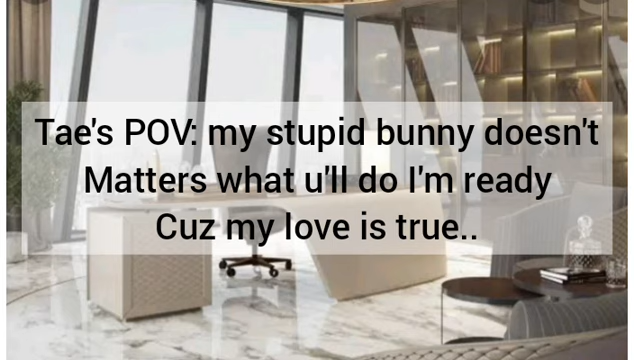 Tae's POV: my stupid bunny doesn't
Matters what u'll do I'm ready
Cuz my love is true..